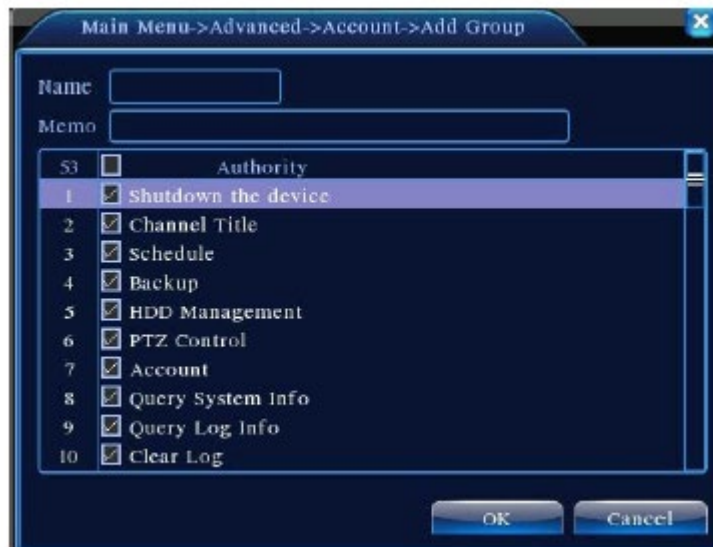 Main Menu->Advanced->Account->Add Group
Name
Memo
53 Authority
1 Shutdown the device
2 Channel Title
3 Schedule
4 Backup
5 HDD Management
6 PTZ Control
7 Account
8 Query System Info
9 Query Log Info
10 Clear Log
OK Cancel